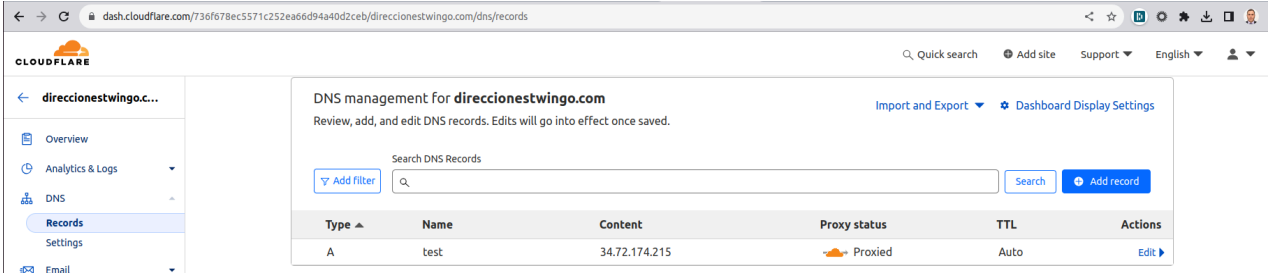 dash.cloudflare.com/736f678ec5571c252ea66d94a40d2ceb/direccionestwingo.com/dns/records
CLOUDFLARE
Quick search Add site Support English
direccionestwingo.c...
Overview
Analytics & Logs
DNS
Records
Settings
Email
DNS management for direccionestwingo.com
Import and Export Dashboard Display Settings
Review, add, and edit DNS records. Edits will go into effect once saved.
Search DNS Records
Add filter Search Add record
Type Name Content Proxy status TTL Actions
A test 34.72.174.215 Proxied Auto Edit